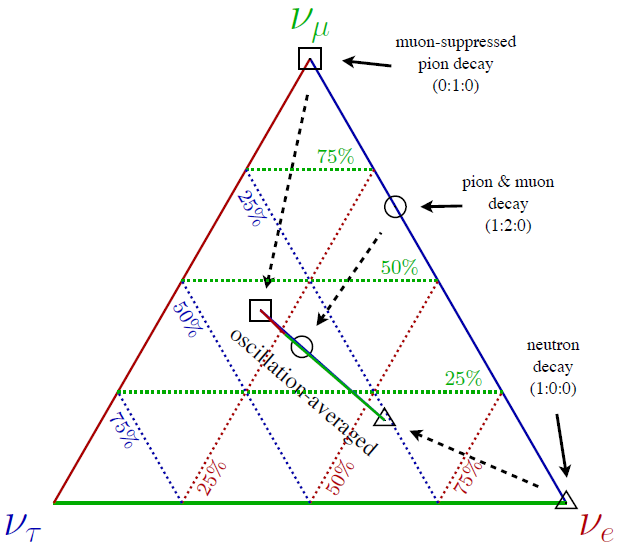 ν_μ
muon-suppressed
pion decay
(0:1:0)
75%
25%
pion & muon
decay
(1:2:0)
50%
50%
oscillation-averaged
neutron
decay
(1:0:0)
25%
75%
25%
50%
75%
ν_τ
ν_e